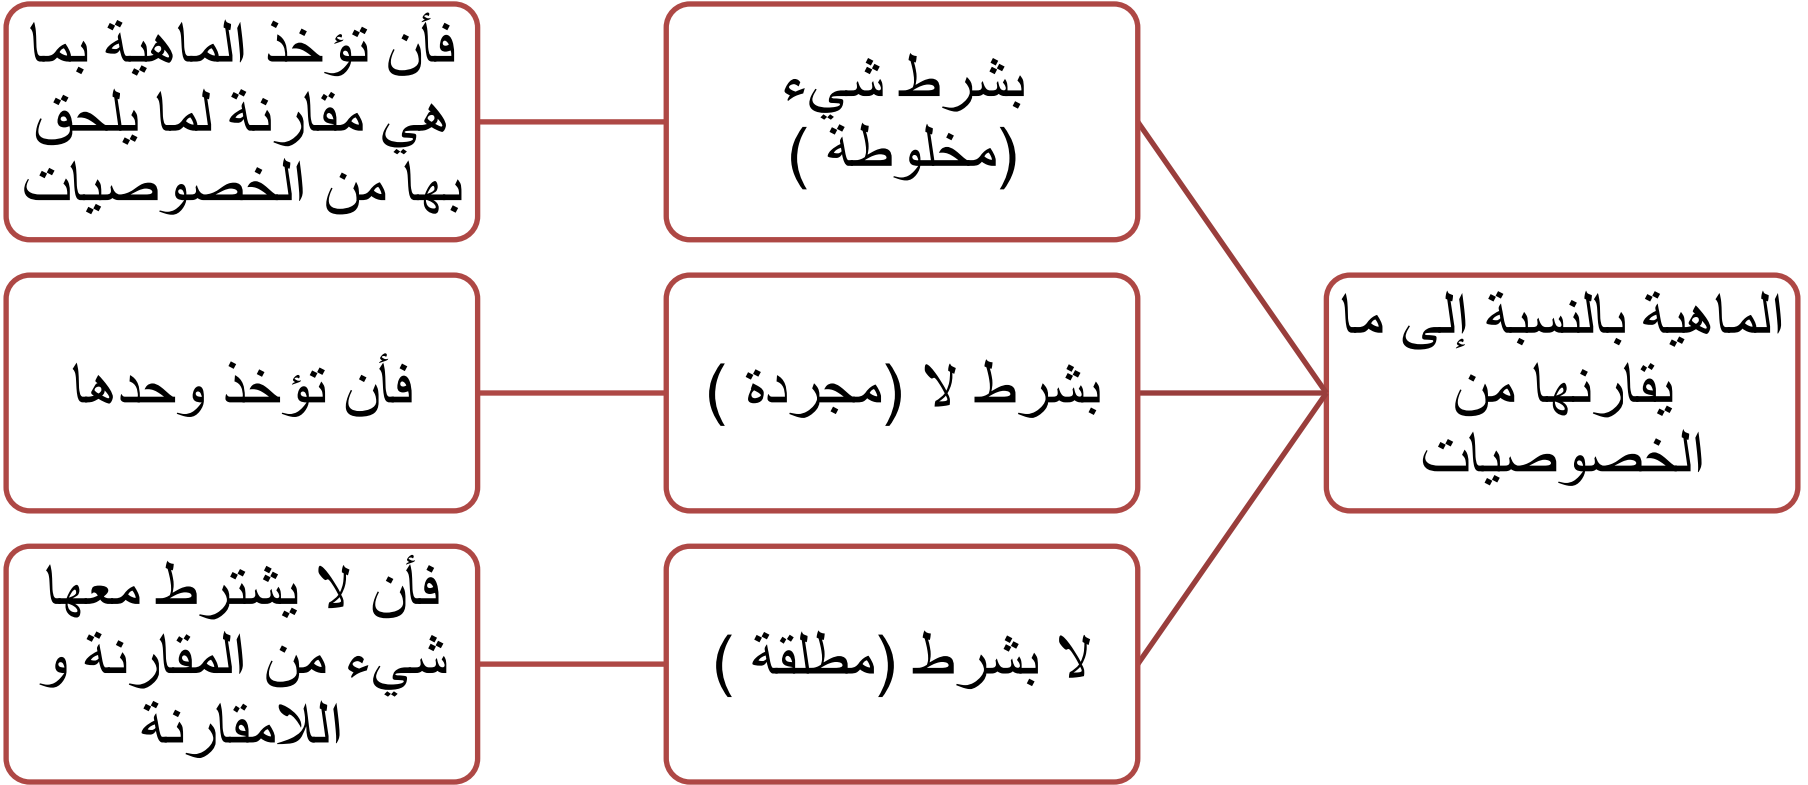 الماهية بالنسبة إلى ما
يقارنها من
الخصوصيات
بشرط شيء
(مخلوطة )
فأن تؤخذ الماهية بما
هي مقارنة لما يلحق
بها من الخصوصيات
بشرط لا (مجردة )
فأن تؤخذ وحدها
لا بشرط (مطلقة )
فأن لا يشترط معها
شيء من المقارنة و
اللامقارنة